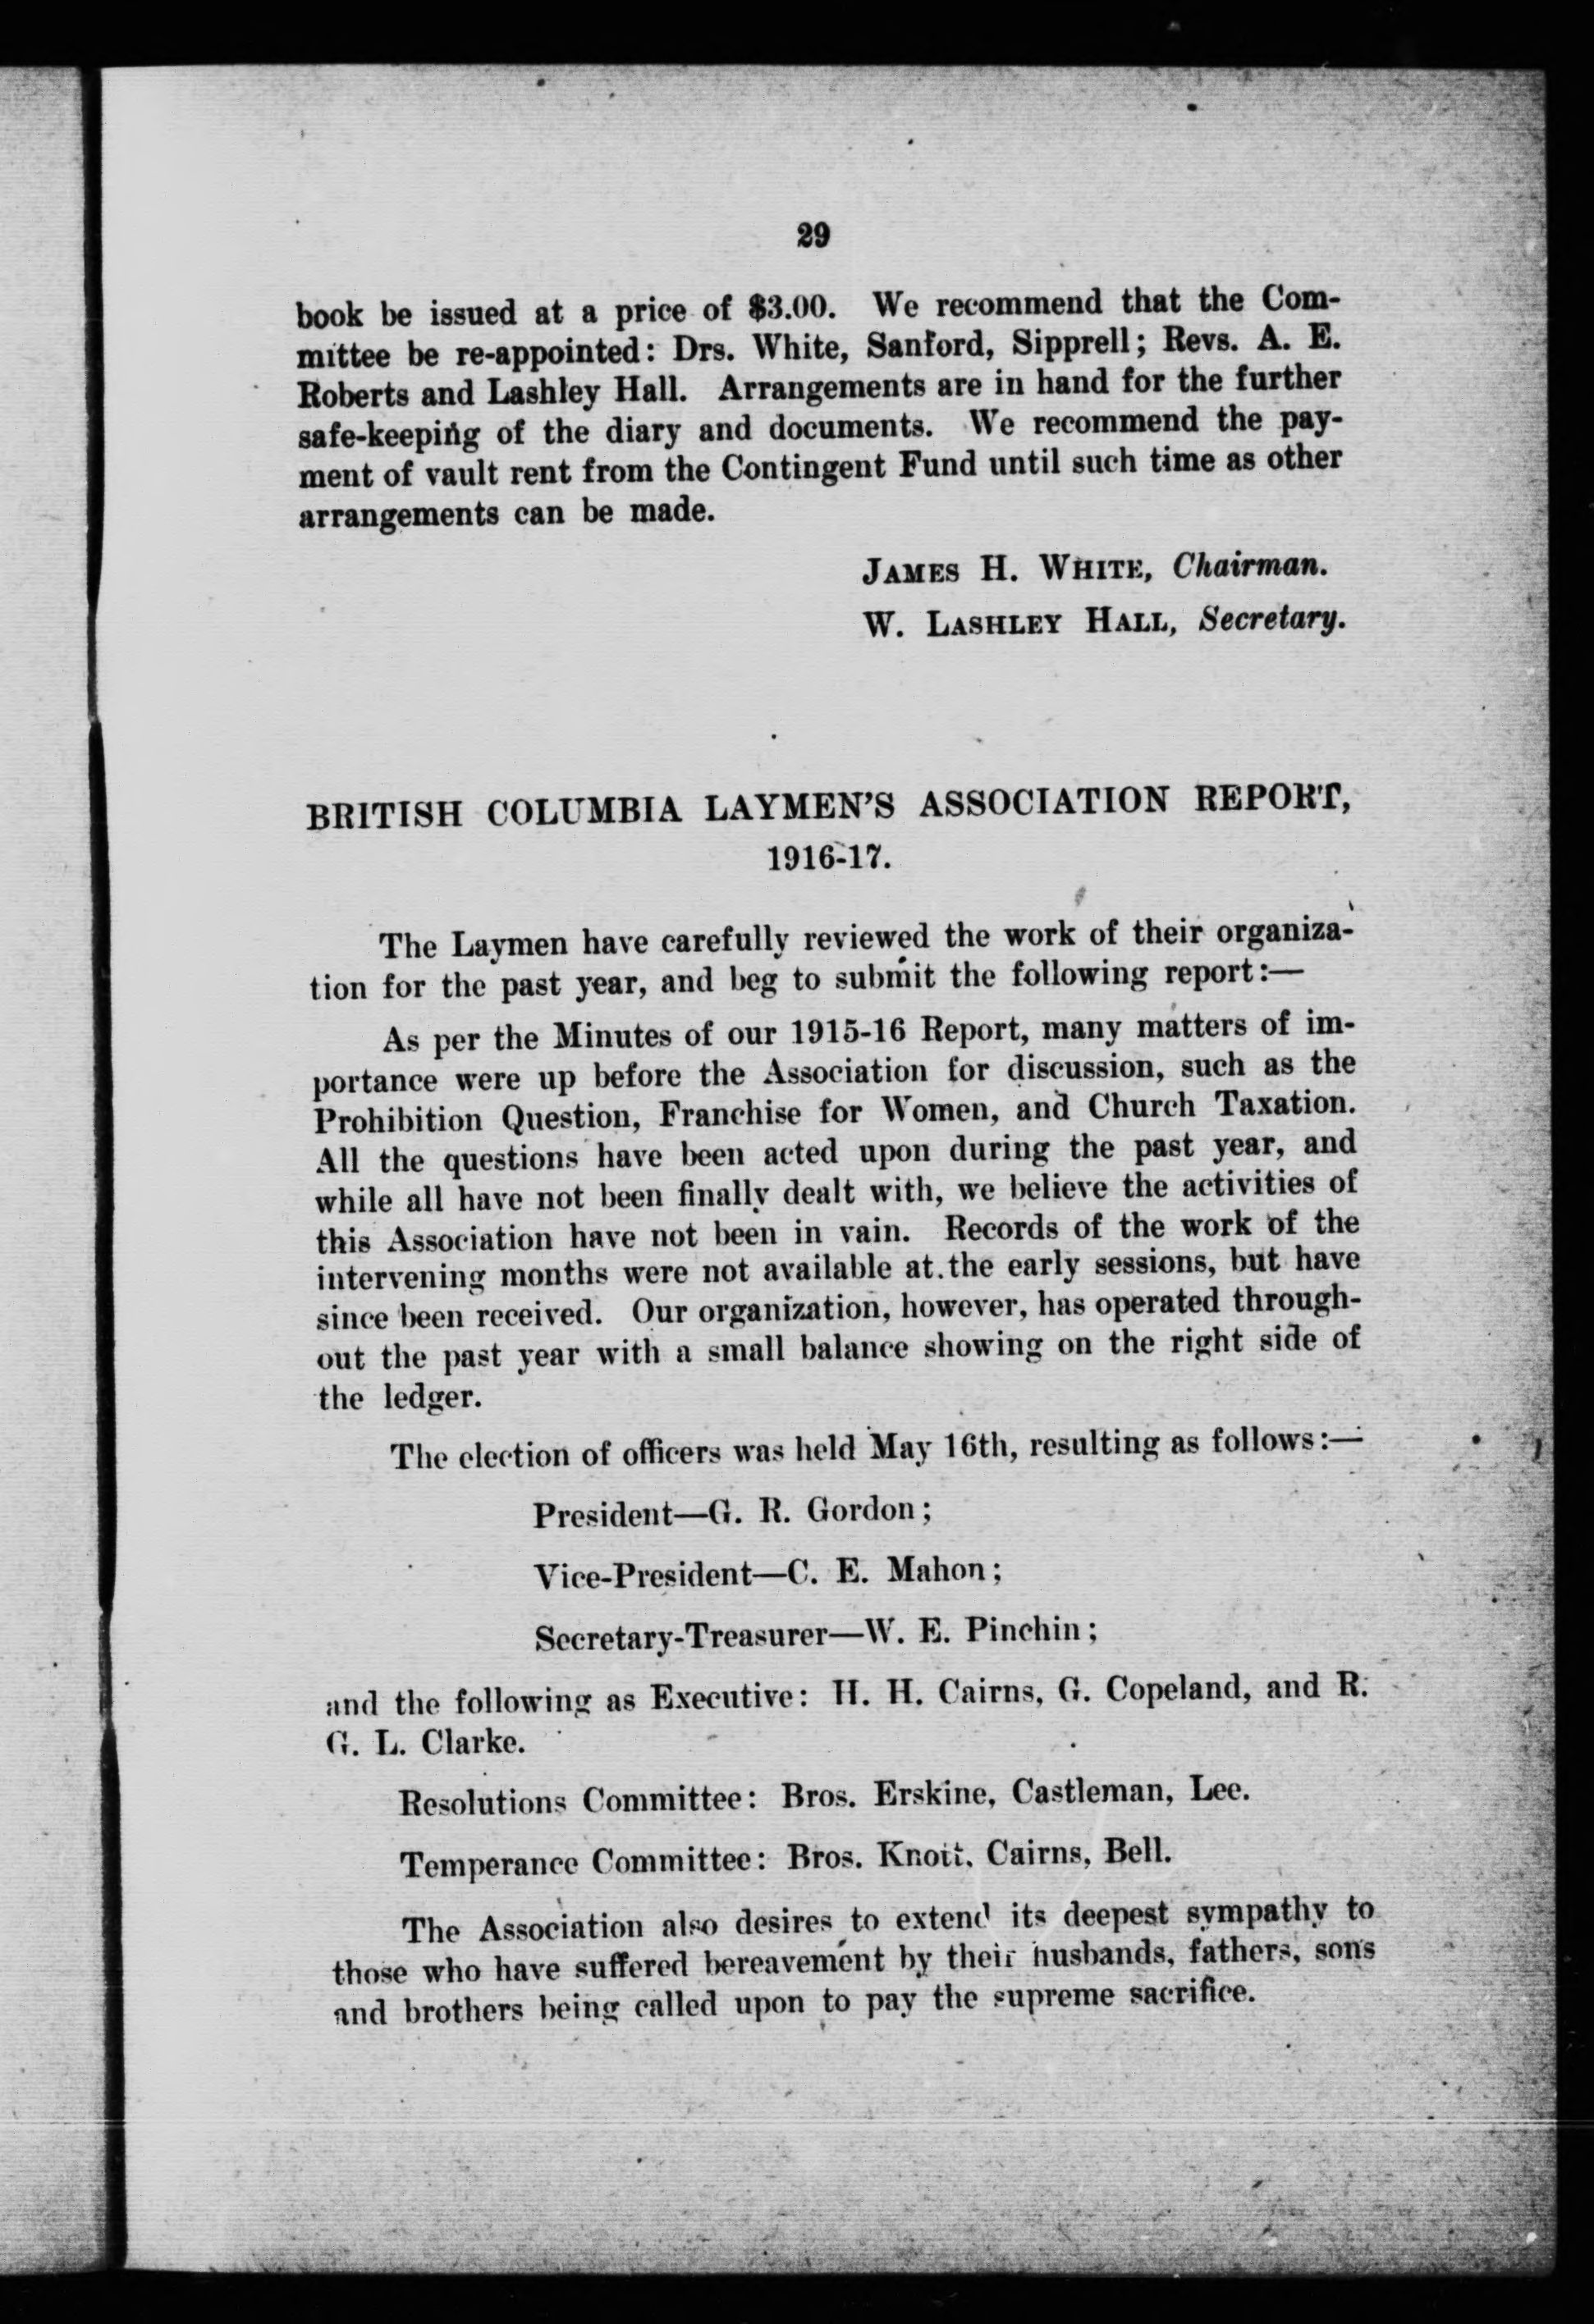 29
book be issued at a price of $3.00. We recommend that the Com-
mittee be re-appointed: Drs. White, Sanford, Sipprell; Revs. A. E.
Roberts and Lashley Hall. Arrangements are in hand for the further
safe-keeping of the diary and documents. We recommend the pay-
ment of vault rent from the Contingent Fund until such time as other
arrangements can be made.
JAMES H. WHITE, Chairman.
W. LASHLEY HALL, Secretary.
BRITISH COLUMBIA LAYMEN'S ASSOCIATION REPORT,
1916-17.
The Laymen have carefully reviewed the work of their organiza-
tion for the past year, and beg to submit the following report:—
As per the Minutes of our 1915-16 Report, many matters of im-
portance were up before the Association for discussion, such as the
Prohibition Question, Franchise for Women, and Church Taxation.
All the questions have been acted upon during the past year, and
while all have not been finally dealt with, we believe the activities of
this Association have not been in vain. Records of the work of the
intervening months were not available at the early sessions, but have
since been received. Our organization, however, has operated through-
out the past year with a small balance showing on the right side of
the ledger.
The election of officers was held May 16th, resulting as follows:—
President—G. R. Gordon;
Vice-President—C. E. Mahon;
Secretary-Treasurer—W. E. Pinchin;
and the following as Executive: H. H. Cairns, G. Copeland, and R.
G. L. Clarke.
Resolutions Committee: Bros. Erskine, Castleman, Lee.
Temperance Committee: Bros. Knott, Cairns, Bell.
The Association also desires to extend its deepest sympathy to
those who have suffered bereavement by their husbands, fathers, sons
and brothers being called upon to pay the supreme sacrifice.